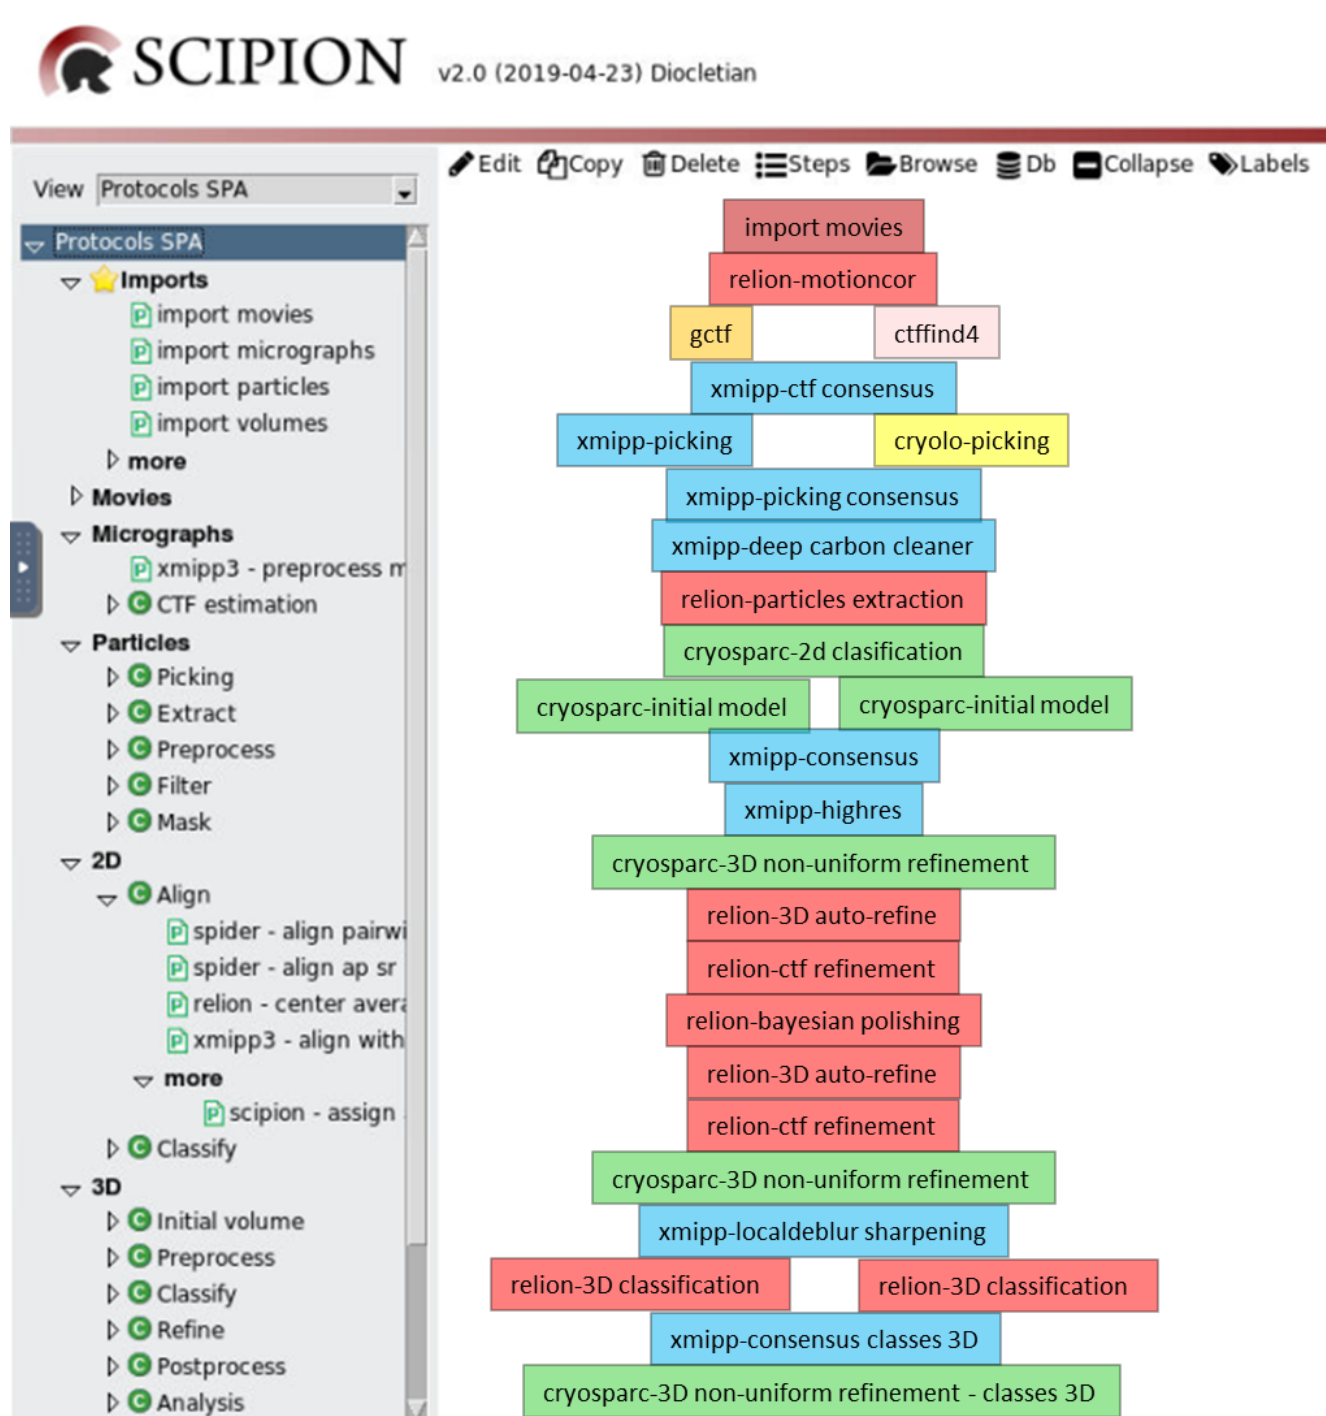 SCIPION v2.0 (2019-04-23) Diocletian
Edit Copy Delete Steps Browse Db Collapse Labels
View Protocols SPA
Protocols SPA
Imports
import movies
import micrographs
import particles
import volumes
more
Movies
Micrographs
xmipp3 - preprocess m
CTF estimation
Particles
Picking
Extract
Preprocess
Filter
Mask
2D
Align
spider - align pairwi
spider - align ap sr
relion - center avera
xmipp3 - align with
more
scipion - assign
Classify
3D
Initial volume
Preprocess
Classify
Refine
Postprocess
Analysis
import movies
relion-motioncor
gctf ctffind4
xmipp-ctf consensus
xmipp-picking cryolo-picking
xmipp-picking consensus
xmipp-deep carbon cleaner
relion-particles extraction
cryosparc-2d clasification
cryosparc-initial model cryosparc-initial model
xmipp-consensus
xmipp-highres
cryosparc-3D non-uniform refinement
relion-3D auto-refine
relion-ctf refinement
relion-bayesian polishing
relion-3D auto-refine
relion-ctf refinement
cryosparc-3D non-uniform refinement
xmipp-localdeblur sharpening
relion-3D classification relion-3D classification
xmipp-consensus classes 3D
cryosparc-3D non-uniform refinement - classes 3D